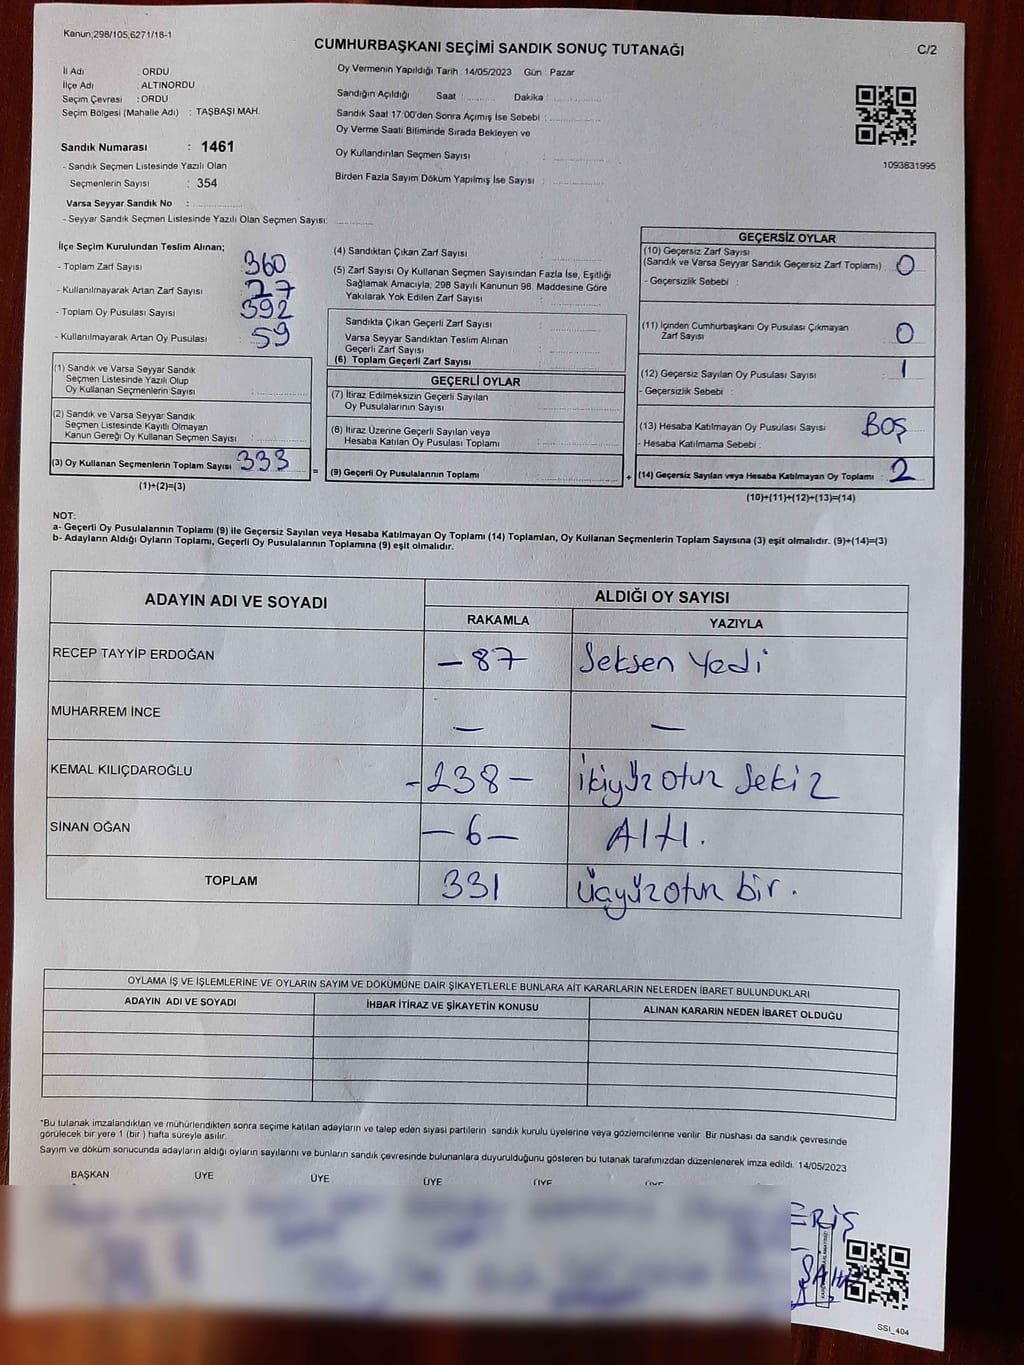 Kanun;298/105,6271/18-1
CUMHURBAŞKANI SEÇİMİ SANDIK SONUÇ TUTANAĞI
C/2
İl Adı : ORDU
İlçe Adı : ALTINORDU
Seçim Çevresi : ORDU
Seçim Bölgesi (Mahalle Adı) : TAŞBAŞI MAH.
Sandık Numarası : 1461
- Sandık Seçmen Listesinde Yazılı Olan
Seçmenlerin Sayısı : 354
Varsa Seyyar Sandık No :
- Seyyar Sandık Seçmen Listesinde Yazılı Olan Seçmen Sayısı:
Oy Vermenin Yapıldığı Tarih : 14/05/2023 Gün : Pazar
Sandığın Açıldığı Saat : Dakika :
Sandık Saat 17:00'den Sonra Açımış İse Sebebi :
Oy Verme Saati Bitiminde Sırada Bekleyen ve
Oy Kullandırılan Seçmen Sayısı :
Birden Fazla Sayım Döküm Yapılmış İse Sayısı :
1093831995
İlçe Seçim Kurulundan Teslim Alınan;
- Toplam Zarf Sayısı : 360
- Kullanılmayarak Artan Zarf Sayısı : 27
- Toplam Oy Pusulası Sayısı : 392
- Kullanılmayarak Artan Oy Pusulası : 59
(1) Sandık ve Varsa Seyyar Sandık
Seçmen Listesinde Yazılı Olup
Oy Kullanan Seçmenlerin Sayısı :
(2) Sandık ve Varsa Seyyar Sandık
Seçmen Listesinde Kayıtlı Olmayan
Kanun Gereği Oy Kullanan Seçmen Sayısı :
(3) Oy Kullanan Seçmenlerin Toplam Sayısı : 333
(1)+(2)=(3)
(4) Sandıktan Çıkan Zarf Sayısı :
(5) Zarf Sayısı Oy Kullanan Seçmen Sayısından Fazla İse, Eşitliği
Sağlamak Amacıyla, 298 Sayılı Kanunun 98. Maddesine Göre
Yakılarak Yok Edilen Zarf Sayısı :
Sandıkta Çıkan Geçerli Zarf Sayısı :
Varsa Seyyar Sandıktan Teslim Alınan
Geçerli Zarf Sayısı :
(6) Toplam Geçerli Zarf Sayısı :
GEÇERLİ OYLAR
(7) İtiraz Edilmeksizin Geçerli Sayılan
Oy Pusulalarının Sayısı :
(8) İtiraz Üzerine Geçerli Sayılan veya
Hesaba Katılan Oy Pusulası Toplamı :
= (9) Geçerli Oy Pusulalarının Toplamı :
GEÇERSİZ OYLAR
(10) Geçersiz Zarf Sayısı
(Sandık ve Varsa Seyyar Sandık Geçersiz Zarf Toplamı) : 0
- Geçersizlik Sebebi :
(11) İçinden Cumhurbaşkanı Oy Pusulası Çıkmayan
Zarf Sayısı : 0
(12) Geçersiz Sayılan Oy Pusulası Sayısı : 1
- Geçersizlik Sebebi :
(13) Hesaba Katılmayan Oy Pusulası Sayısı : BOŞ
- Hesaba Katılmama Sebebi :
+ (14) Geçersiz Sayılan veya Hesaba Katılmayan Oy Toplamı : 2
(10)+(11)+(12)+(13)=(14)
NOT:
a- Geçerli Oy Pusulalarının Toplamı (9) ile Geçersiz Sayılan veya Hesaba Katılmayan Oy Toplamı (14) Toplamları, Oy Kullanan Seçmenlerin Toplam Sayısına (3) eşit olmalıdır. (9)+(14)=(3)
b- Adayların Aldığı Oyların Toplamı, Geçerli Oy Pusulalarının Toplamına (9) eşit olmalıdır.
ADAYIN ADI VE SOYADI
ALDIĞI OY SAYISI
RAKAMLA YAZIYLA
RECEP TAYYİP ERDOĞAN – 87 Seksen Yedi
MUHARREM İNCE — —
KEMAL KILIÇDAROĞLU - 238 – İkiyüz otuz Sekiz
SİNAN OĞAN – 6 – Altı.
TOPLAM 331 Üçyüz otuz bir.
OYLAMA İŞ VE İŞLEMLERİNE VE OYLARIN SAYIM VE DÖKÜMÜNE DAİR ŞİKAYETLERLE BUNLARA AİT KARARLARIN NELERDEN İBARET BULUNDUKLARI
ADAYIN ADI VE SOYADI İHBAR İTİRAZ VE ŞİKAYETİN KONUSU ALINAN KARARIN NEDEN İBARET OLDUĞU
*Bu tutanak imzalandıktan ve mühürlendikten sonra seçime katılan adayların ve talep eden siyasi partilerin sandık kurulu üyelerine veya gözlemcilerine verilir. Bir nüshası da sandık çevresinde
görülecek bir yere 1 (bir ) hafta süreyle asılır.
Sayım ve döküm sonucunda adayların aldığı oyların sayılarını ve bunların sandık çevresinde bulunanlara duyurulduğunu gösteren bu tutanak tarafımızdan düzenlenerek imza edildi. 14/05/2023
BAŞKAN ÜYE ÜYE ÜYE ÜYE ÜYE
ERİŞ
SSI_404